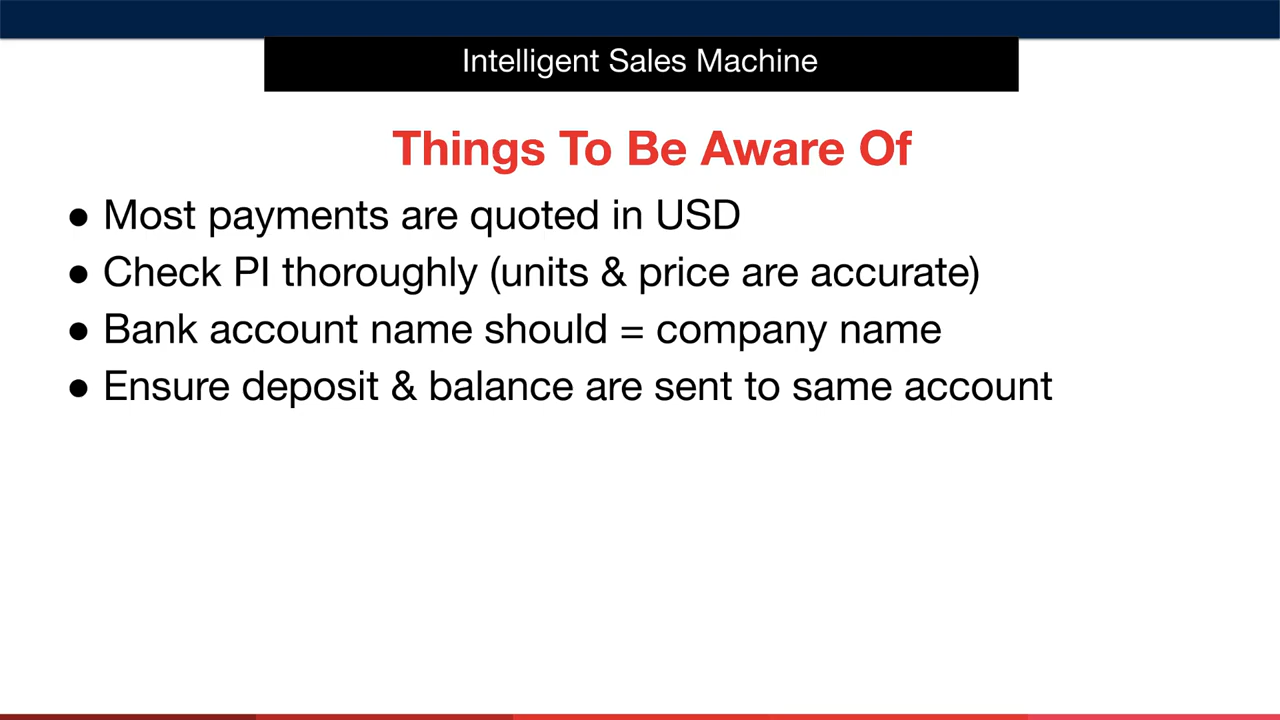 Intelligent Sales Machine
Things To Be Aware Of
● Most payments are quoted in USD
● Check PI thoroughly (units & price are accurate)
● Bank account name should = company name
● Ensure deposit & balance are sent to same account